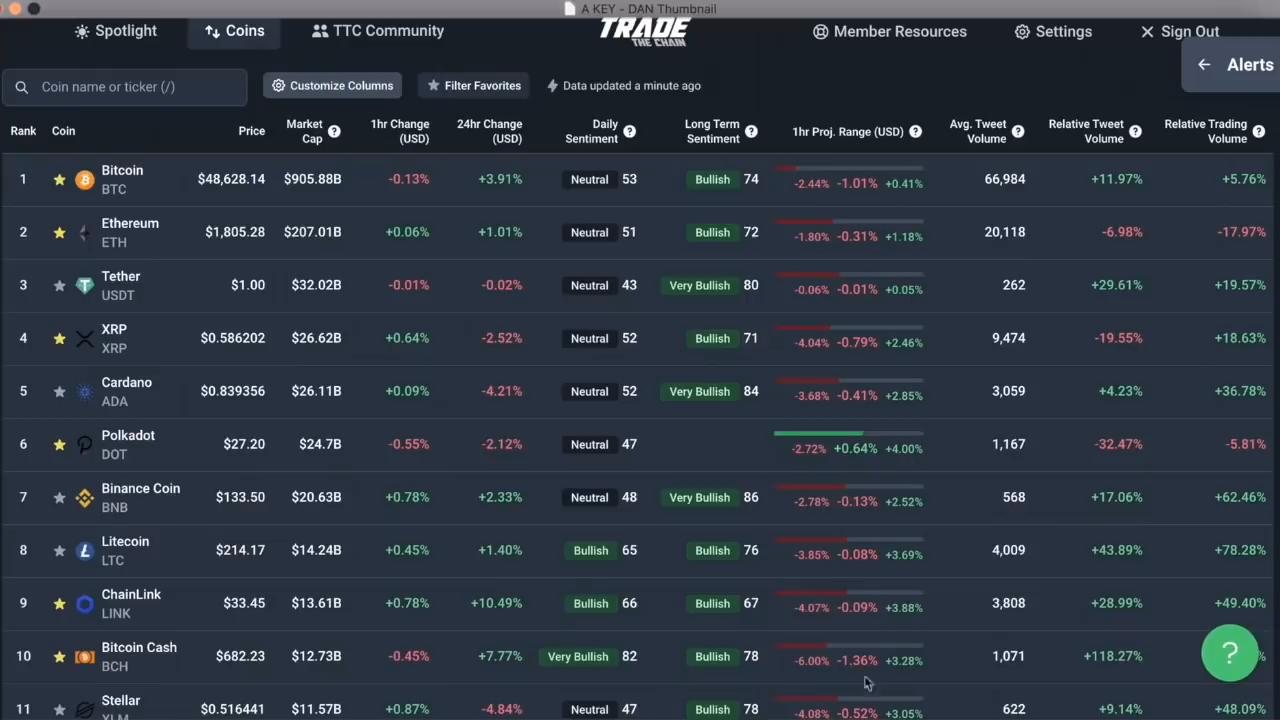 A KEY - DAN Thumbnail
Spotlight Coins TTC Community TRADE THE CHAIN Member Resources Settings Sign Out
Alerts
Coin name or ticker (/) Customize Columns Filter Favorites Data updated a minute ago
Rank Coin Price Market Cap ? 1hr Change (USD) 24hr Change (USD) Daily Sentiment ? Long Term Sentiment ? 1hr Proj. Range (USD) ? Avg. Tweet Volume ? Relative Tweet Volume ? Relative Trading Volume ?
1 Bitcoin BTC $48,628.14 $905.88B -0.13% +3.91% Neutral 53 Bullish 74 -2.44% -1.01% +0.41% 66,984 +11.97% +5.76%
2 Ethereum ETH $1,805.28 $207.01B +0.06% +1.01% Neutral 51 Bullish 72 -1.80% -0.31% +1.18% 20,118 -6.98% -17.97%
3 Tether USDT $1.00 $32.02B -0.01% -0.02% Neutral 43 Very Bullish 80 -0.06% -0.01% +0.05% 262 +29.61% +19.57%
4 XRP XRP $0.586202 $26.62B +0.64% -2.52% Neutral 52 Bullish 71 -4.04% -0.79% +2.46% 9,474 -19.55% +18.63%
5 Cardano ADA $0.839356 $26.11B +0.09% -4.21% Neutral 52 Very Bullish 84 -3.68% -0.41% +2.85% 3,059 +4.23% +36.78%
6 Polkadot DOT $27.20 $24.7B -0.55% -2.12% Neutral 47 -2.72% +0.64% +4.00% 1,167 -32.47% -5.81%
7 Binance Coin BNB $133.50 $20.63B +0.78% +2.33% Neutral 48 Very Bullish 86 -2.78% -0.13% +2.52% 568 +17.06% +62.46%
8 Litecoin LTC $214.17 $14.24B +0.45% +1.40% Bullish 65 Bullish 76 -3.85% -0.08% +3.69% 4,009 +43.89% +78.28%
9 ChainLink LINK $33.45 $13.61B +0.78% +10.49% Bullish 66 Bullish 67 -4.07% -0.09% +3.88% 3,808 +28.99% +49.40%
10 Bitcoin Cash BCH $682.23 $12.73B -0.45% +7.77% Very Bullish 82 Bullish 78 -6.00% -1.36% +3.28% 1,071 +118.27% ?
11 Stellar XLM $0.516441 $11.57B +0.87% -4.84% Neutral 47 Bullish 78 -4.08% -0.52% +3.05% 622 +9.14% +48.09%